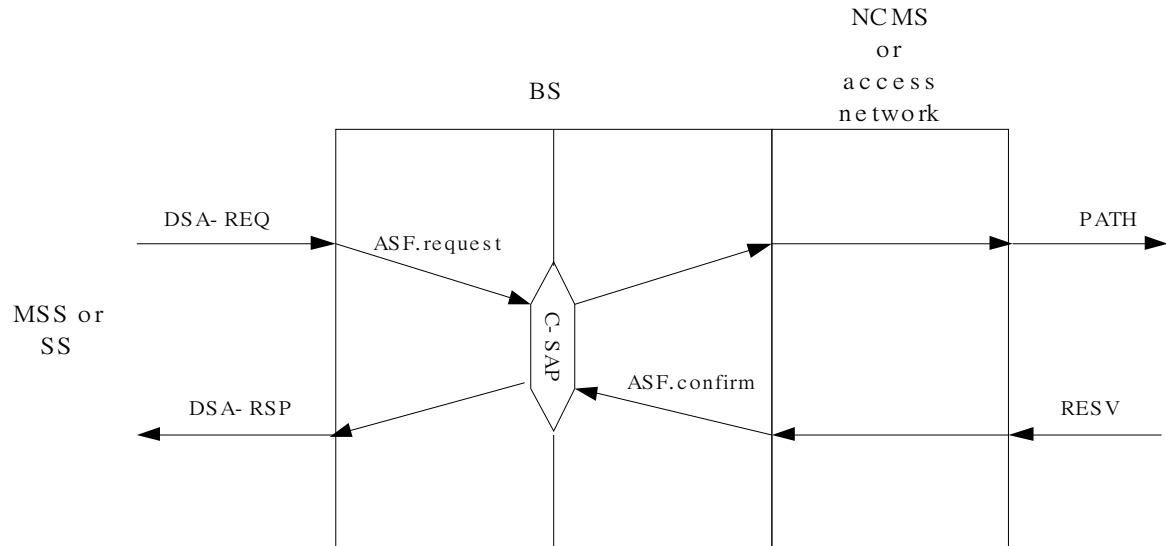 NCMS
or
access
network
BS
DSA-REQ
ASF.request
PATH
MSS or
SS
C-SAP
ASF.confirm
DSA-RSP
RESV